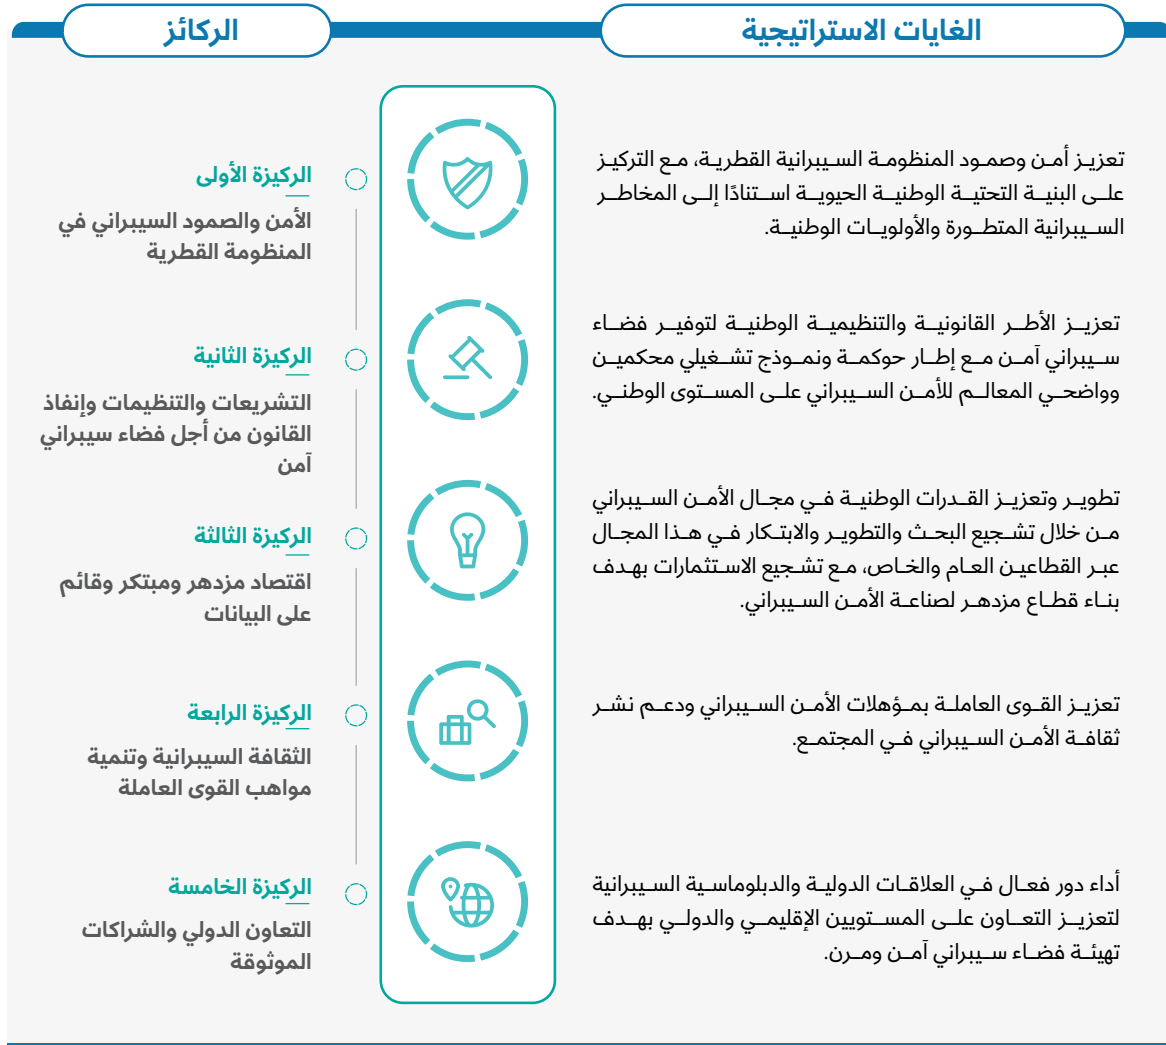 الغايات الاستراتيجية
الركائز
تعزيز أمن وصمود المنظومة السيبرانية القطرية، مع التركيز
على البنية التحتية الوطنية الحيوية استنادًا إلى المخاطر
السيبرانية المتطورة والأولويات الوطنية.
الركيزة الأولى
الأمن والصمود السيبراني في
المنظومة القطرية
تعزيز الأطر القانونية والتنظيمية الوطنية لتوفير فضاء
سيبراني آمن مع إطار حوكمة ونموذج تشغيلي محكمين
وواضحي المعالم للأمن السيبراني على المستوى الوطني.
الركيزة الثانية
التشريعات والتنظيمات وإنفاذ
القانون من أجل فضاء سيبراني
آمن
تطوير وتعزيز القدرات الوطنية في مجال الأمن السيبراني
من خلال تشجيع البحث والتطوير والابتكار في هذا المجال
عبر القطاعين العام والخاص، مع تشجيع الاستثمارات بهدف
بناء قطاع مزدهر لصناعة الأمن السيبراني.
الركيزة الثالثة
اقتصاد مزدهر ومبتكر وقائم
على البيانات
تعزيز القوى العاملة بمؤهلات الأمن السيبراني ودعم نشر
ثقافة الأمن السيبراني في المجتمع.
الركيزة الرابعة
الثقافة السيبرانية وتنمية
مواهب القوى العاملة
أداء دور فعال في العلاقات الدولية والدبلوماسية السيبرانية
لتعزيز التعاون على المستويين الإقليمي والدولي بهدف
تهيئة فضاء سيبراني آمن ومرن.
الركيزة الخامسة
التعاون الدولي والشراكات
الموثوقة